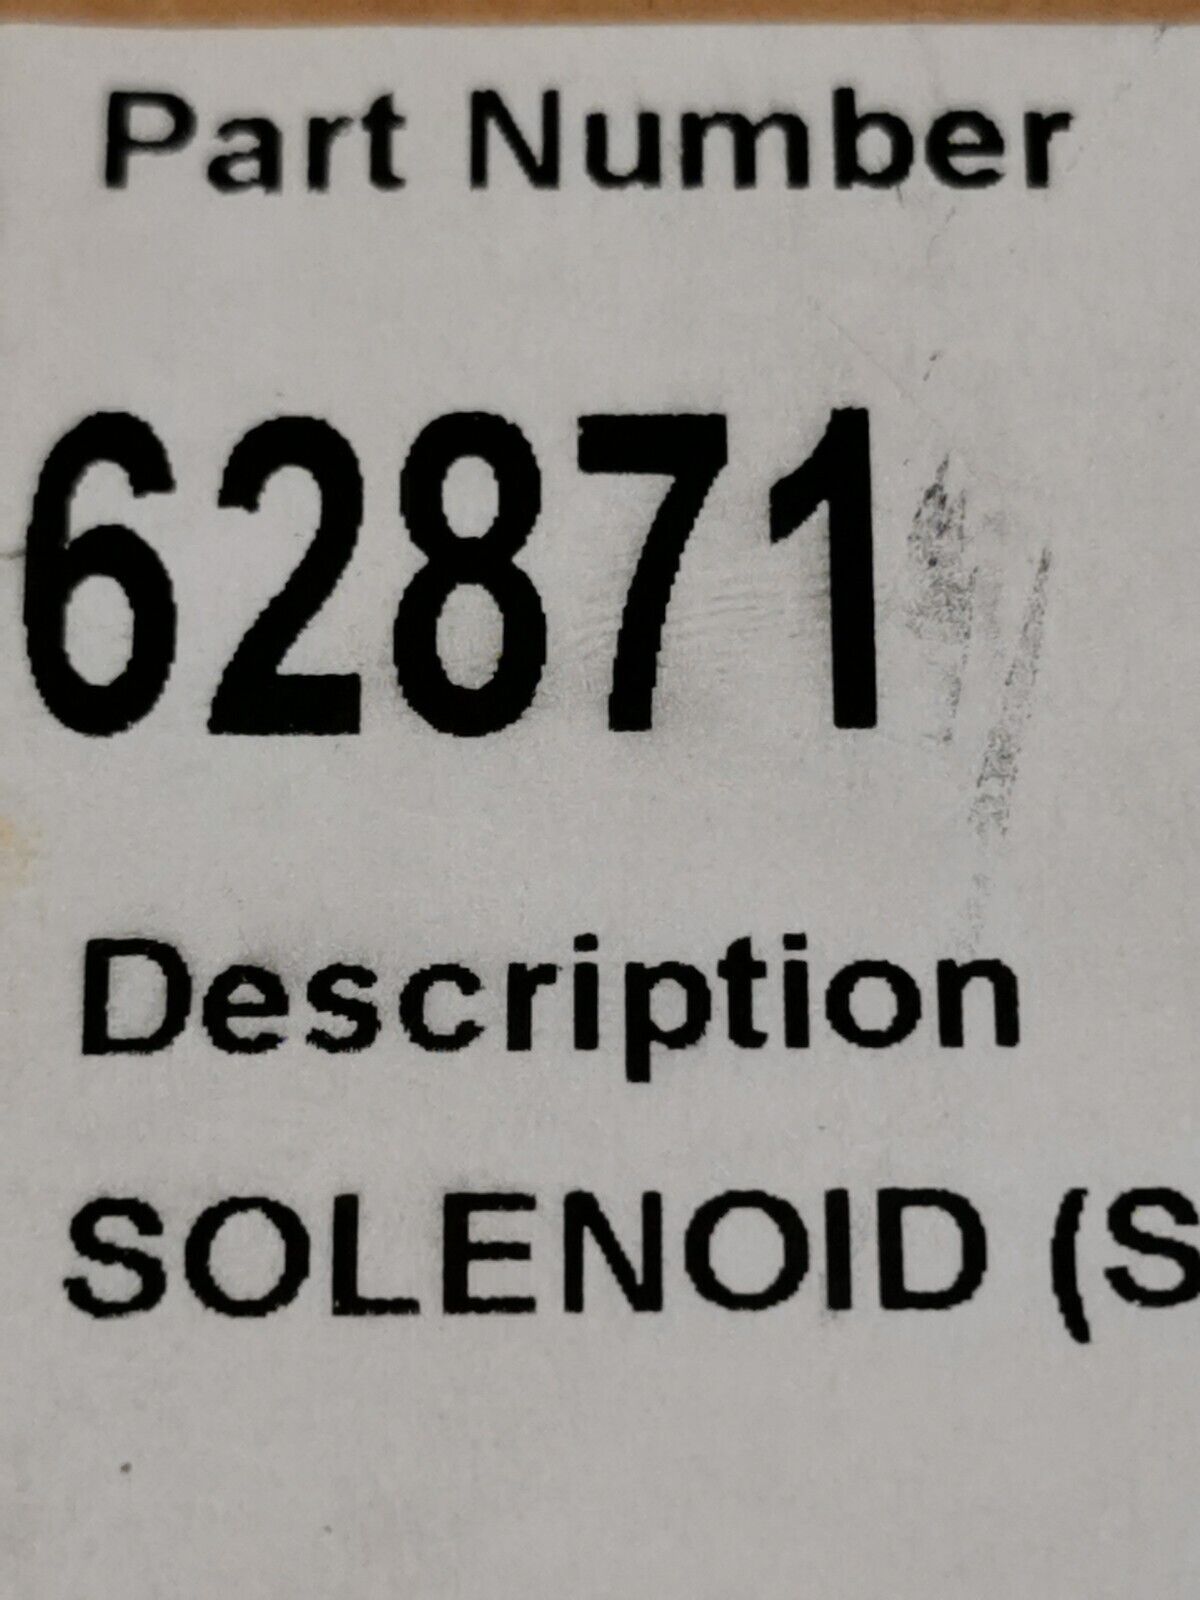 Part Number
62871
Description
SOLENOID (S